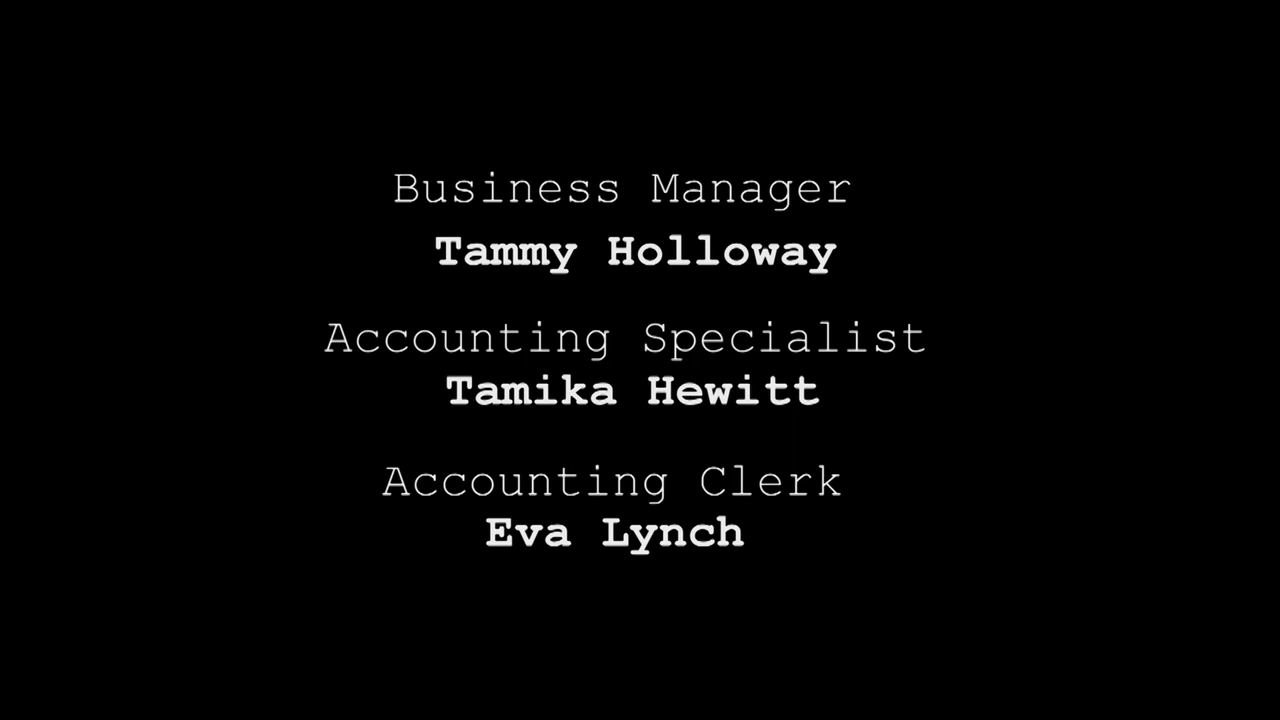 Business Manager
Tammy Holloway
Accounting Specialist
Tamika Hewitt
Accounting Clerk
Eva Lynch